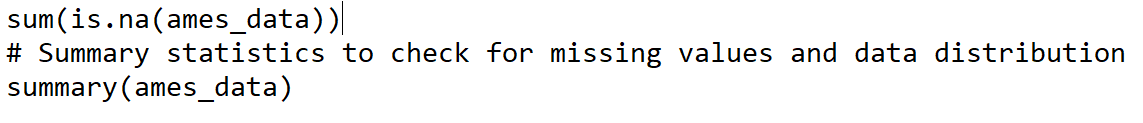 sum(is.na(ames_data))
# Summary statistics to check for missing values and data distribution
summary(ames_data)